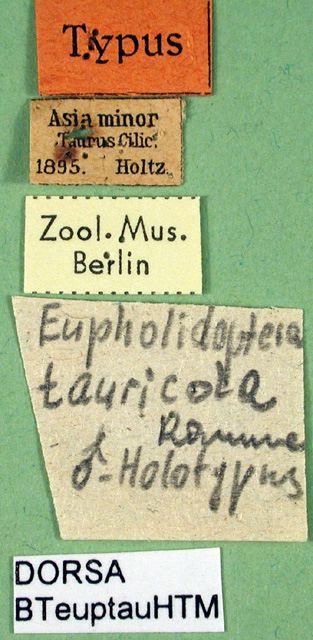 Typus
Asia minor
Taurus Cilic.
1895. Holtz.
Zool. Mus.
Berlin
Eupholidoptera
tauricola
Ramme
♂-Holotypus
DORSA
BTeuptauHTM